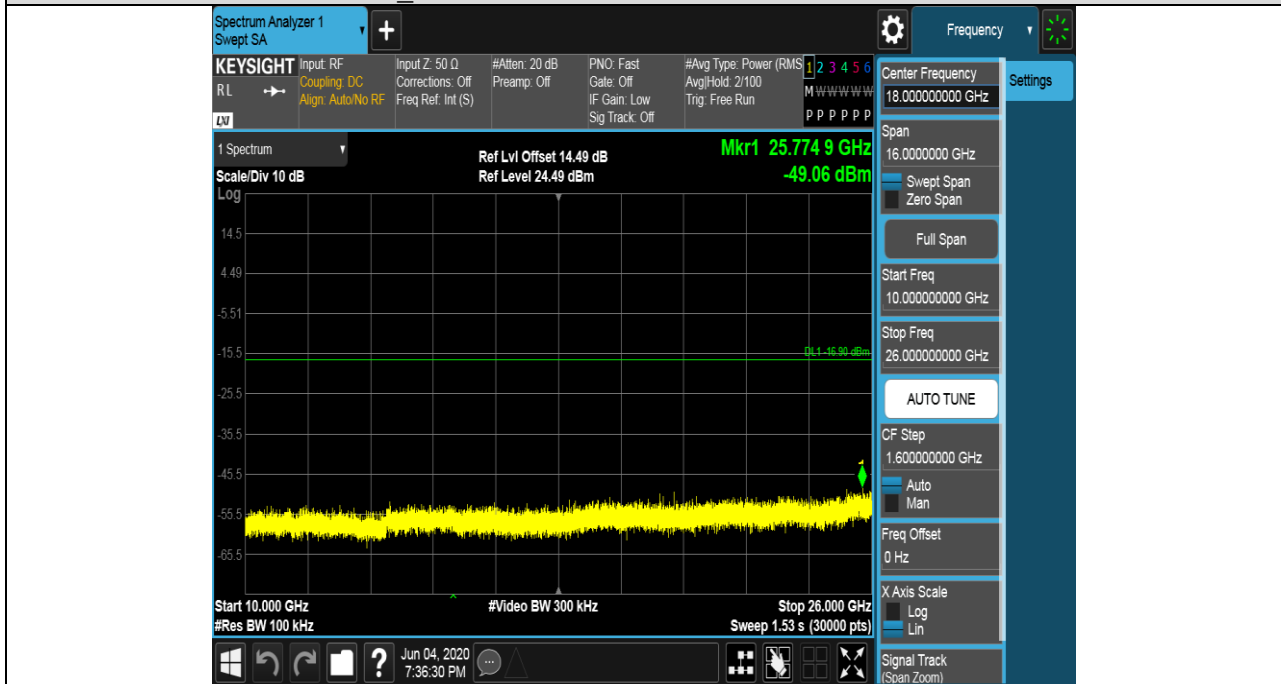 Spectrum Analyzer 1
Swept SA
Frequency
KEYSIGHT
Input: RF
Coupling: DC
Align: Auto/No RF
Input Z: 50 Ω
Corrections: Off
Freq Ref: Int (S)
#Atten: 20 dB
Preamp: Off
PNO: Fast
Gate: Off
IF Gain: Low
Sig Track: Off
#Avg Type: Power (RMS
Avg|Hold: 2/100
Trig: Free Run
1 2 3 4 5 6
M W W W W W
P P P P P P
R L
LXI
1 Spectrum
Scale/Div 10 dB
Log
Ref Lvl Offset 14.49 dB
Ref Level 24.49 dBm
Mkr1 25.774 9 GHz
-49.06 dBm
14.5
4.49
-5.51
-15.5
DL1 -16.90 dBm
-25.5
-35.5
-45.5
1
-55.5
-65.5
Start 10.000 GHz
#Res BW 100 kHz
#Video BW 300 kHz
Stop 26.000 GHz
Sweep 1.53 s (30000 pts)
Center Frequency
18.000000000 GHz
Settings
Span
16.0000000 GHz
Swept Span
Zero Span
Full Span
Start Freq
10.000000000 GHz
Stop Freq
26.000000000 GHz
AUTO TUNE
CF Step
1.600000000 GHz
Auto
Man
Freq Offset
0 Hz
X Axis Scale
Log
Lin
Signal Track
(Span Zoom)
?
Jun 04, 2020
7:36:30 PM